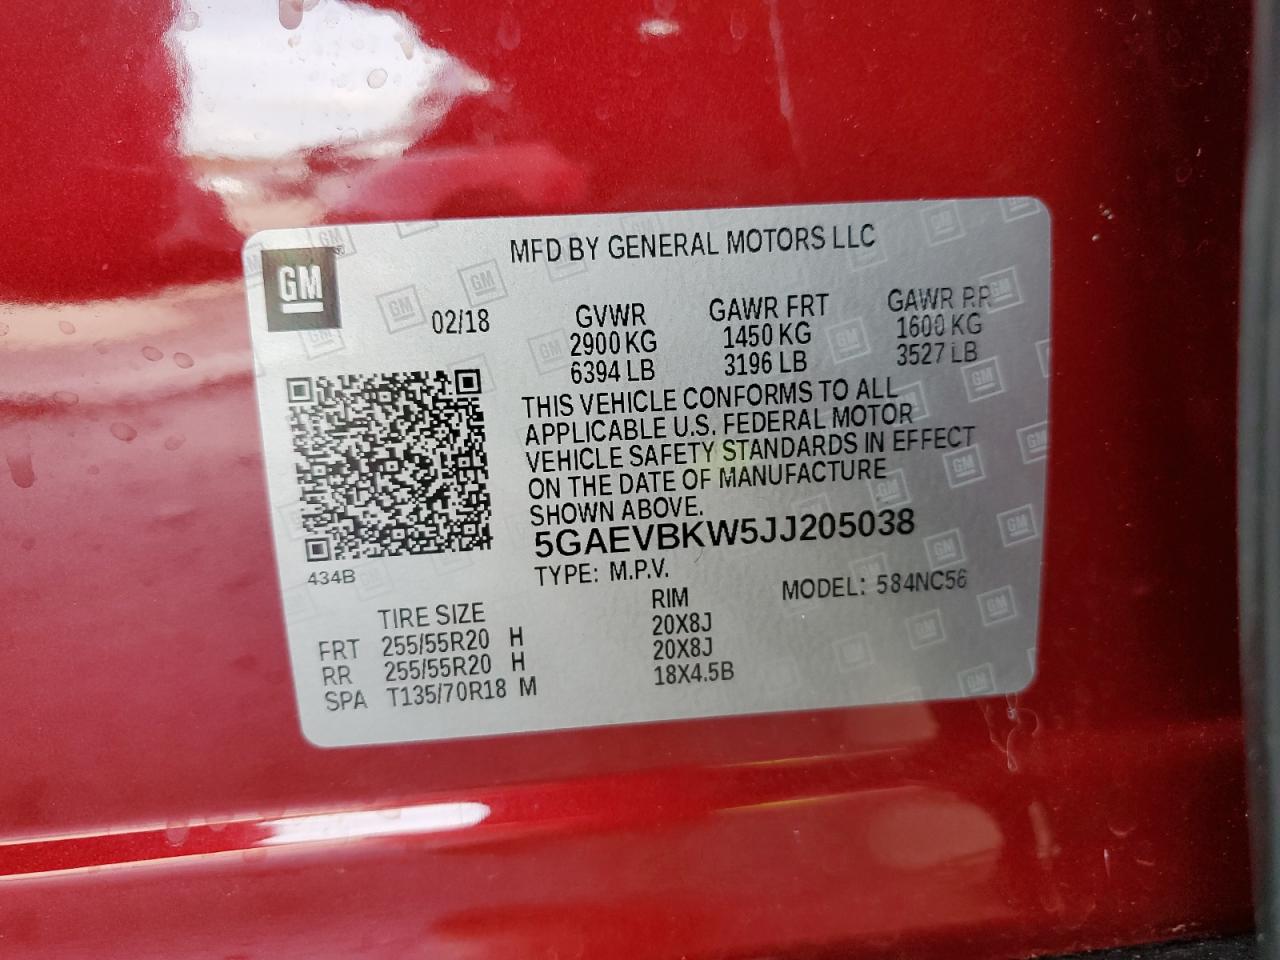 GM
MFD BY GENERAL MOTORS LLC
02/18
GVWR GAWR FRT GAWR RR
2900 KG 1450 KG 1600 KG
6394 LB 3196 LB 3527 LB
THIS VEHICLE CONFORMS TO ALL
APPLICABLE U.S. FEDERAL MOTOR
VEHICLE SAFETY STANDARDS IN EFFECT
ON THE DATE OF MANUFACTURE
SHOWN ABOVE.
5GAEVBKW5JJ205038
434B
TYPE: M.P.V. MODEL: 584NC56
TIRE SIZE RIM
FRT 255/55R20 H 20X8J
RR 255/55R20 H 20X8J
SPA T135/70R18 M 18X4.5B